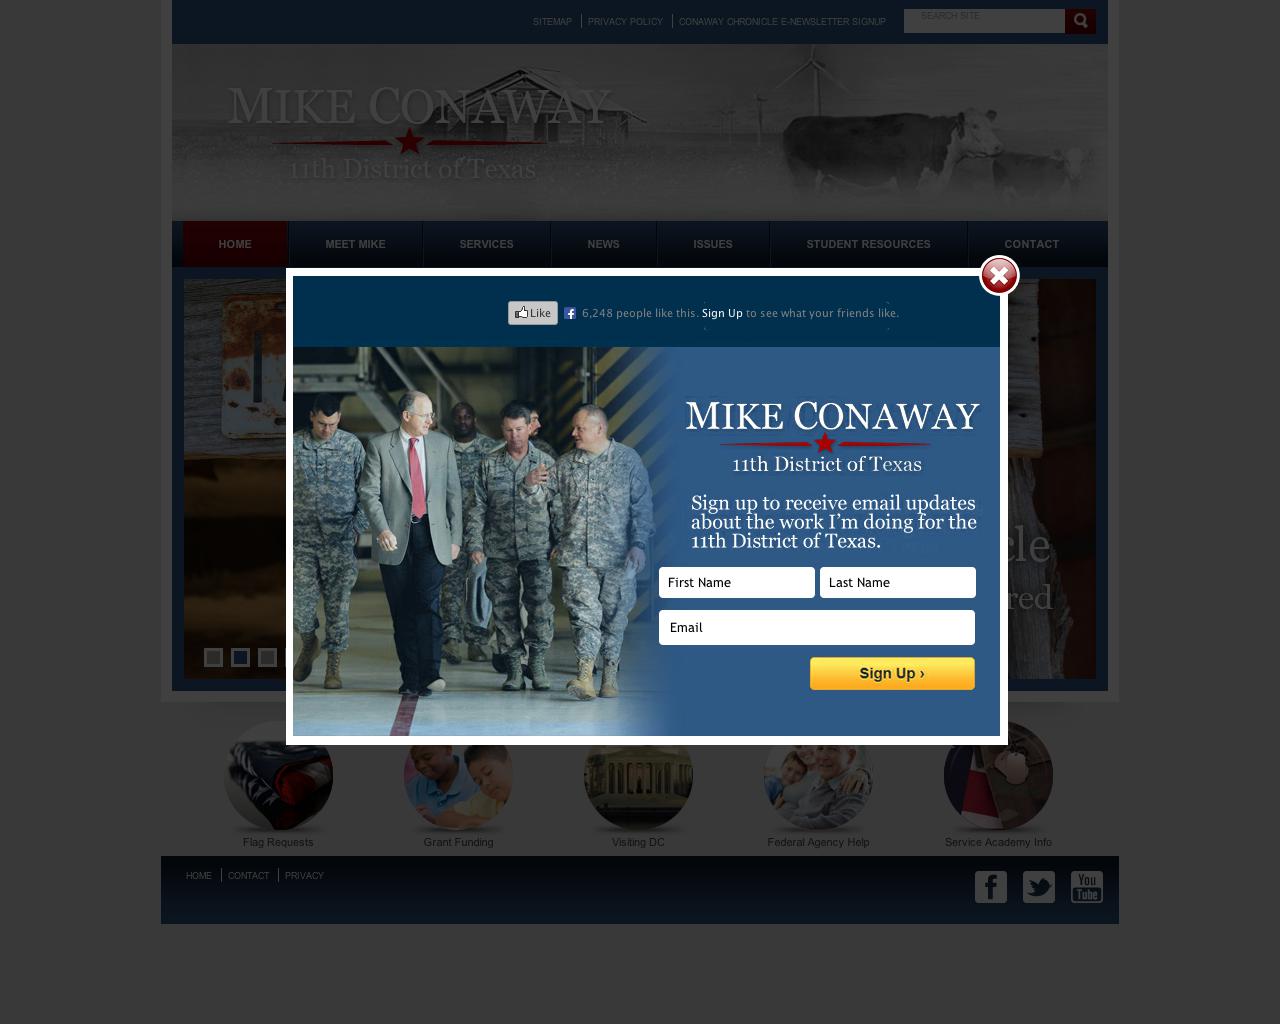 SITEMAP
PRIVACY POLICY
CONAWAY CHRONICLE E-NEWSLETTER SIGNUP
SEARCH SITE
MIKE CONAWAY
11th District of Texas
HOME
MEET MIKE
SERVICES
NEWS
ISSUES
STUDENT RESOURCES
CONTACT
Like
6,248 people like this. Sign Up to see what your friends like.
MIKE CONAWAY
11th District of Texas
Sign up to receive email updates
about the work I'm doing for the
11th District of Texas.
First Name
Last Name
Email
Sign Up ›
Flag Requests
Grant Funding
Visiting DC
Federal Agency Help
Service Academy Info
HOME
CONTACT
PRIVACY
You
Tube